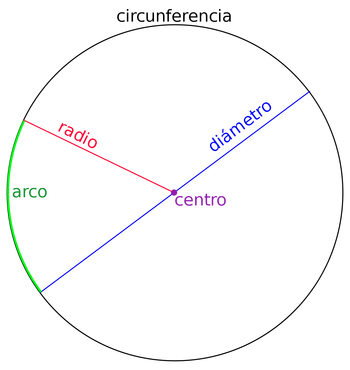 circunferencia
radio
diámetro
arco
centro